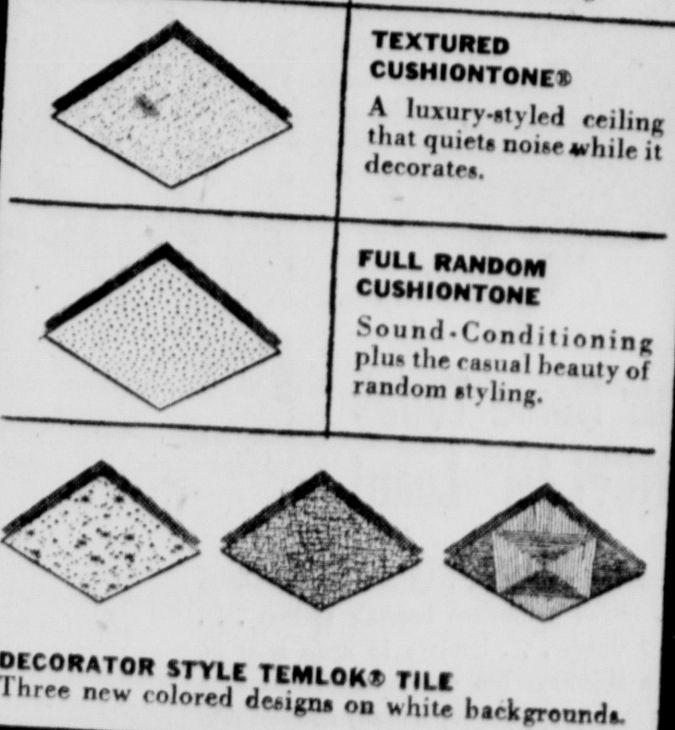 TEXTURED
CUSHIONTONE®
A luxury-styled ceiling
that quiets noise while it
decorates.
FULL RANDOM
CUSHIONTONE
Sound-Conditioning
plus the casual beauty of
random styling.
DECORATOR STYLE TEMLOK® TILE
Three new colored designs on white backgrounds.